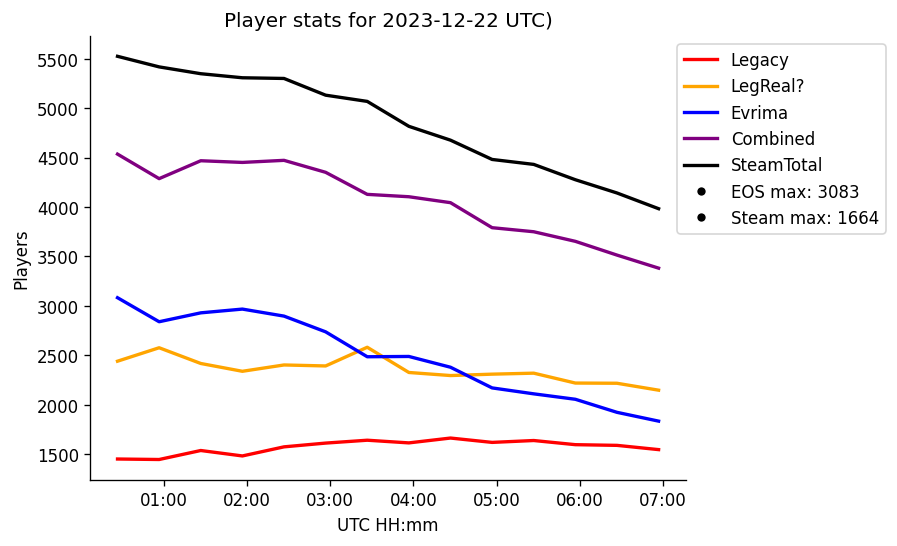 Player stats for 2023-12-22 UTC)
Legacy
LegReal?
Evrima
Combined
SteamTotal
EOS max: 3083
Steam max: 1664
Players
5500
5000
4500
4000
3500
3000
2500
2000
1500
01:00 02:00 03:00 04:00 05:00 06:00 07:00
UTC HH:mm